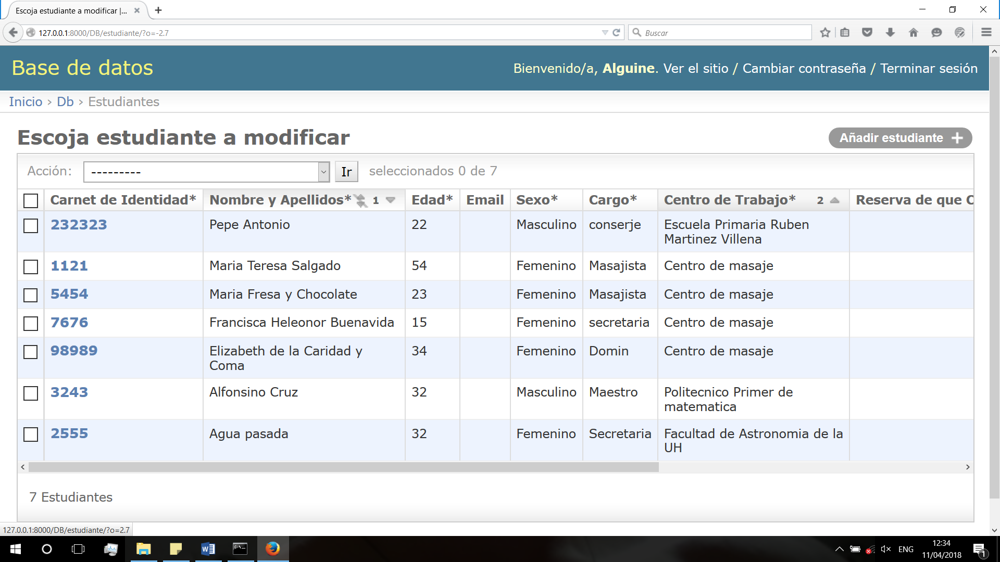 Escoja estudiante a modificar |...
127.0.0.1:8000/DB/estudiante/?o=-2.7
Buscar
Base de datos
Bienvenido/a, Alguine. Ver el sitio / Cambiar contraseña / Terminar sesión
Inicio › Db › Estudiantes
Escoja estudiante a modificar
Añadir estudiante +
Acción: --------- Ir seleccionados 0 de 7
Carnet de Identidad* Nombre y Apellidos* 1 Edad* Email Sexo* Cargo* Centro de Trabajo* 2 Reserva de que C
232323 Pepe Antonio 22 Masculino conserje Escuela Primaria Ruben
Martinez Villena
1121 Maria Teresa Salgado 54 Femenino Masajista Centro de masaje
5454 Maria Fresa y Chocolate 23 Femenino Masajista Centro de masaje
7676 Francisca Heleonor Buenavida 15 Femenino secretaria Centro de masaje
98989 Elizabeth de la Caridad y 34 Femenino Domin Centro de masaje
Coma
3243 Alfonsino Cruz 32 Masculino Maestro Politecnico Primer de
matematica
2555 Agua pasada 32 Femenino Secretaria Facultad de Astronomia de la
UH
7 Estudiantes
127.0.0.1:8000/DB/estudiante/?o=2.7
ENG
12:34
11/04/2018
1